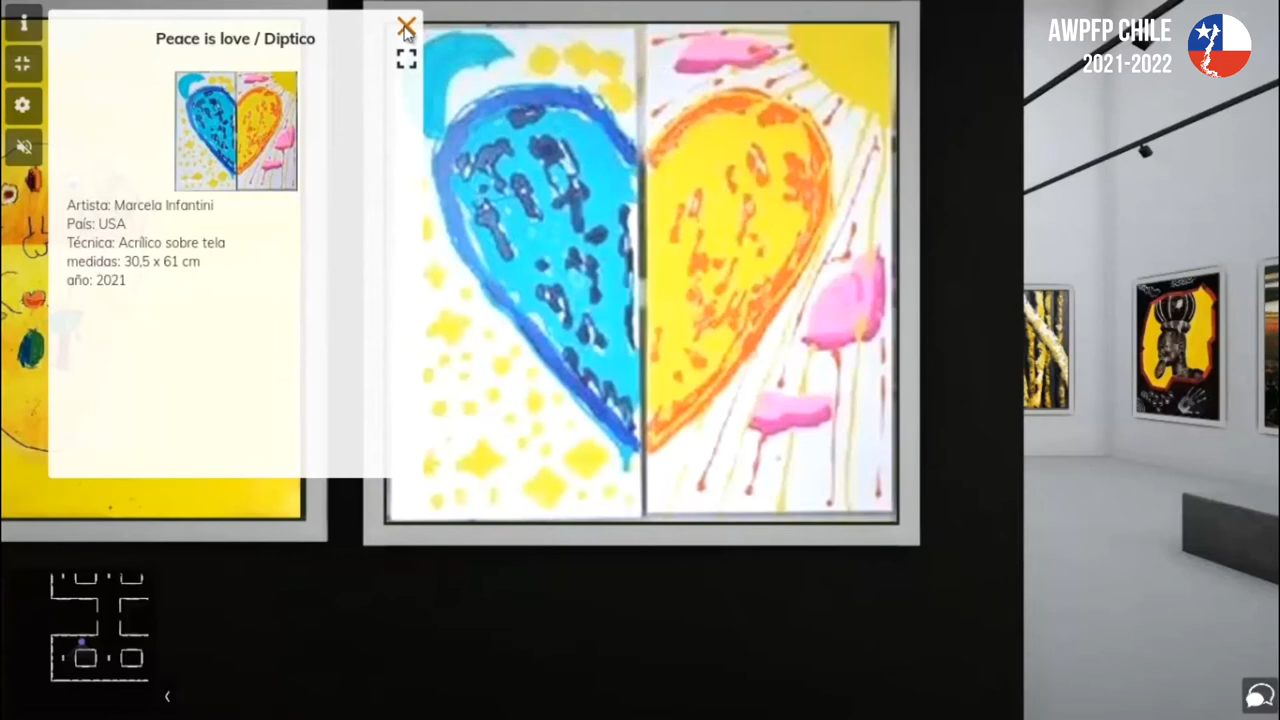 Peace is love / Diptico
Artista: Marcela Infantini
País: USA
Técnica: Acrílico sobre tela
medidas: 30,5 x 61 cm
año: 2021
AWPFP CHILE
2021-2022